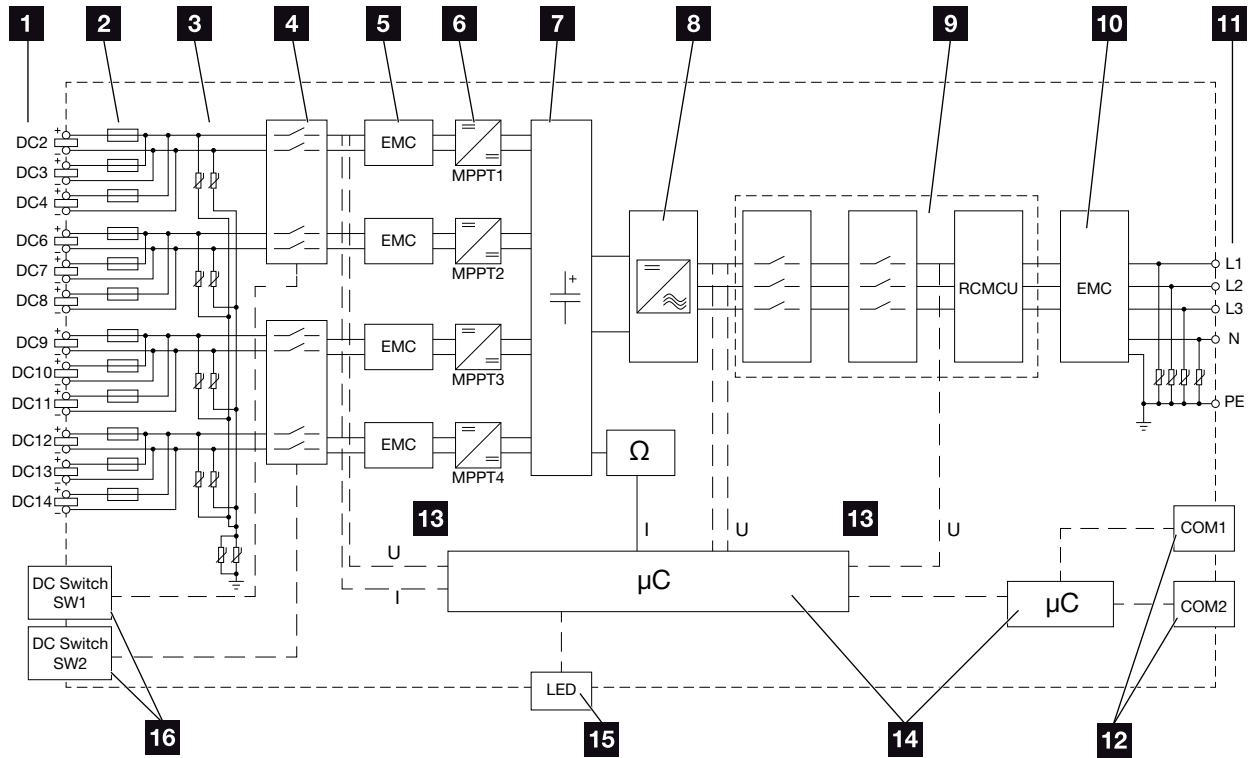 1 2 3 4 5 6 7 8 9 10 11
DC2
DC3
DC4
DC6
DC7
DC8
DC9
DC10
DC11
DC12
DC13
DC14
+
−
+
−
+
−
+
−
+
−
+
−
+
−
+
−
+
−
+
−
+
−
+
−
EMC
MPPT1
EMC
MPPT2
EMC
MPPT3
EMC
MPPT4
+
RCMCU
EMC
L1
L2
L3
N
PE
Ω
13
13
U
I
I
U
U
µC
µC
COM1
COM2
DC Switch
SW1
DC Switch
SW2
LED
16
15
14
12